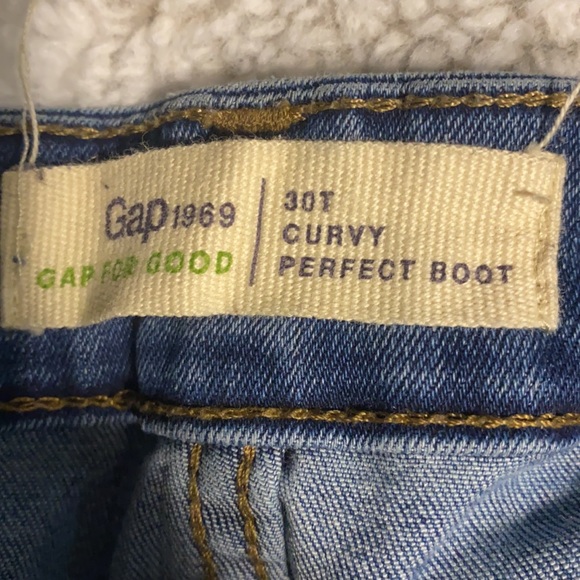 Gap 1969
GAP FOR GOOD
30T
CURVY
PERFECT BOOT